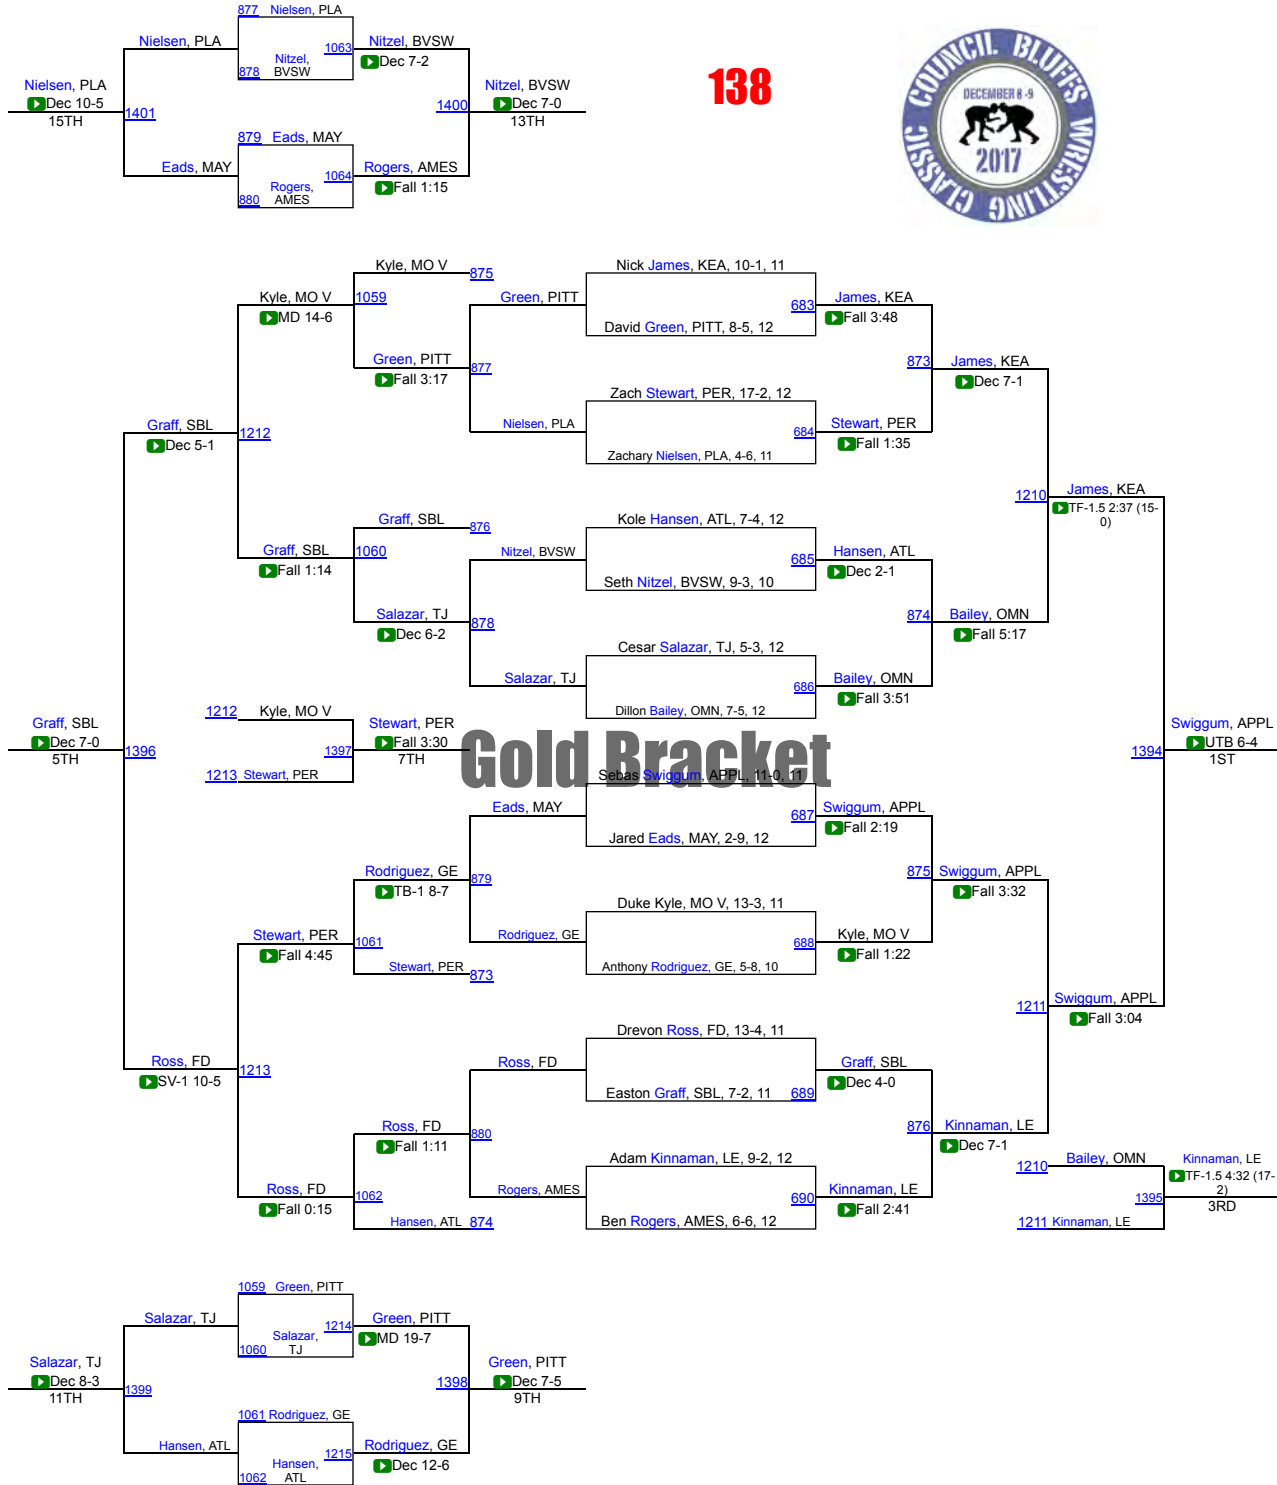 877 Nielsen, PLA
Nielsen, PLA
1063
Nitzel, BVSW
Nitzel,
BVSW
878
Dec 7-2
Nielsen, PLA
Dec 10-5
15TH
1401
1400
Nitzel, BVSW
Dec 7-0
13TH
879 Eads, MAY
Eads, MAY
1064
Rogers, AMES
Rogers,
AMES
880
Fall 1:15
138
COUNCIL BLUFFS WRESTLING CLASSIC
DECEMBER 8 -9
2017
Kyle, MO V
875
Kyle, MO V
1059
MD 14-6
Green, PITT
Fall 3:17
877
Green, PITT
Nielsen, PLA
Nick James, KEA, 10-1, 11
683
David Green, PITT, 8-5, 12
James, KEA
Fall 3:48
873
James, KEA
Dec 7-1
Zach Stewart, PER, 17-2, 12
684
Zachary Nielsen, PLA, 4-6, 11
Stewart, PER
Fall 1:35
Graff, SBL
Dec 5-1
1212
1210
James, KEA
TF-1.5 2:37 (15-
0)
Graff, SBL
876
Graff, SBL
1060
Fall 1:14
Nitzel, BVSW
Kole Hansen, ATL, 7-4, 12
685
Seth Nitzel, BVSW, 9-3, 10
Hansen, ATL
Dec 2-1
Salazar, TJ
Dec 6-2
878
874
Bailey, OMN
Fall 5:17
Salazar, TJ
Cesar Salazar, TJ, 5-3, 12
686
Dillon Bailey, OMN, 7-5, 12
Bailey, OMN
Fall 3:51
Graff, SBL
Dec 7-0
5TH
1396
1212
Kyle, MO V
1397
1213 Stewart, PER
Stewart, PER
Fall 3:30
7TH
Gold Bracket
1394
Swiggum, APPL
UTB 6-4
1ST
Eads, MAY
Sebas Swiggum, APPL, 11-0, 11
687
Jared Eads, MAY, 2-9, 12
Swiggum, APPL
Fall 2:19
Rodriguez, GE
TB-1 8-7
879
875
Swiggum, APPL
Fall 3:32
Rodriguez, GE
Duke Kyle, MO V, 13-3, 11
688
Anthony Rodriguez, GE, 5-8, 10
Kyle, MO V
Fall 1:22
Stewart, PER
Fall 4:45
1061
Stewart, PER
873
1211
Swiggum, APPL
Fall 3:04
Ross, FD
SV-1 10-5
1213
Ross, FD
Drevon Ross, FD, 13-4, 11
Easton Graff, SBL, 7-2, 11
689
Graff, SBL
Dec 4-0
Ross, FD
Fall 1:11
880
876
Kinnaman, LE
Dec 7-1
Ross, FD
Fall 0:15
1062
Rogers, AMES
Adam Kinnaman, LE, 9-2, 12
690
Ben Rogers, AMES, 6-6, 12
Kinnaman, LE
Fall 2:41
Hansen, ATL 874
1210
Bailey, OMN
1395
1211 Kinnaman, LE
Kinnaman, LE
TF-1.5 4:32 (17-
2)
3RD
1059 Green, PITT
Salazar, TJ
1214
Green, PITT
Salazar,
TJ
1060
MD 19-7
Salazar, TJ
Dec 8-3
11TH
1399
1398
Green, PITT
Dec 7-5
9TH
1061 Rodriguez, GE
Hansen, ATL
1215
Rodriguez, GE
Hansen,
ATL
1062
Dec 12-6